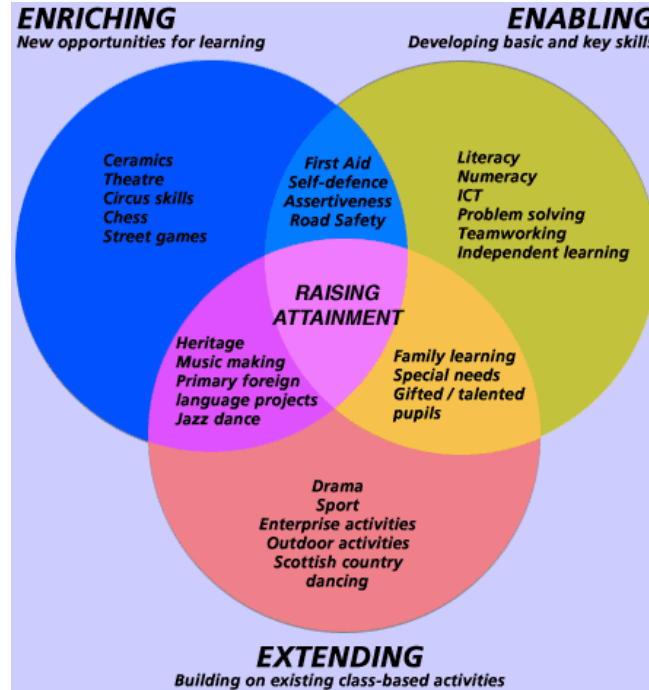 ENRICHING
New opportunities for learning
ENABLING
Developing basic and key skills
Ceramics
Theatre
Circus skills
Chess
Street games
First Aid
Self-defence
Assertiveness
Road Safety
Literacy
Numeracy
ICT
Problem solving
Teamworking
Independent learning
RAISING
ATTAINMENT
Heritage
Music making
Primary foreign
language projects
Jazz dance
Family learning
Special needs
Gifted / talented
pupils
Drama
Sport
Enterprise activities
Outdoor activities
Scottish country
dancing
EXTENDING
Building on existing class-based activities